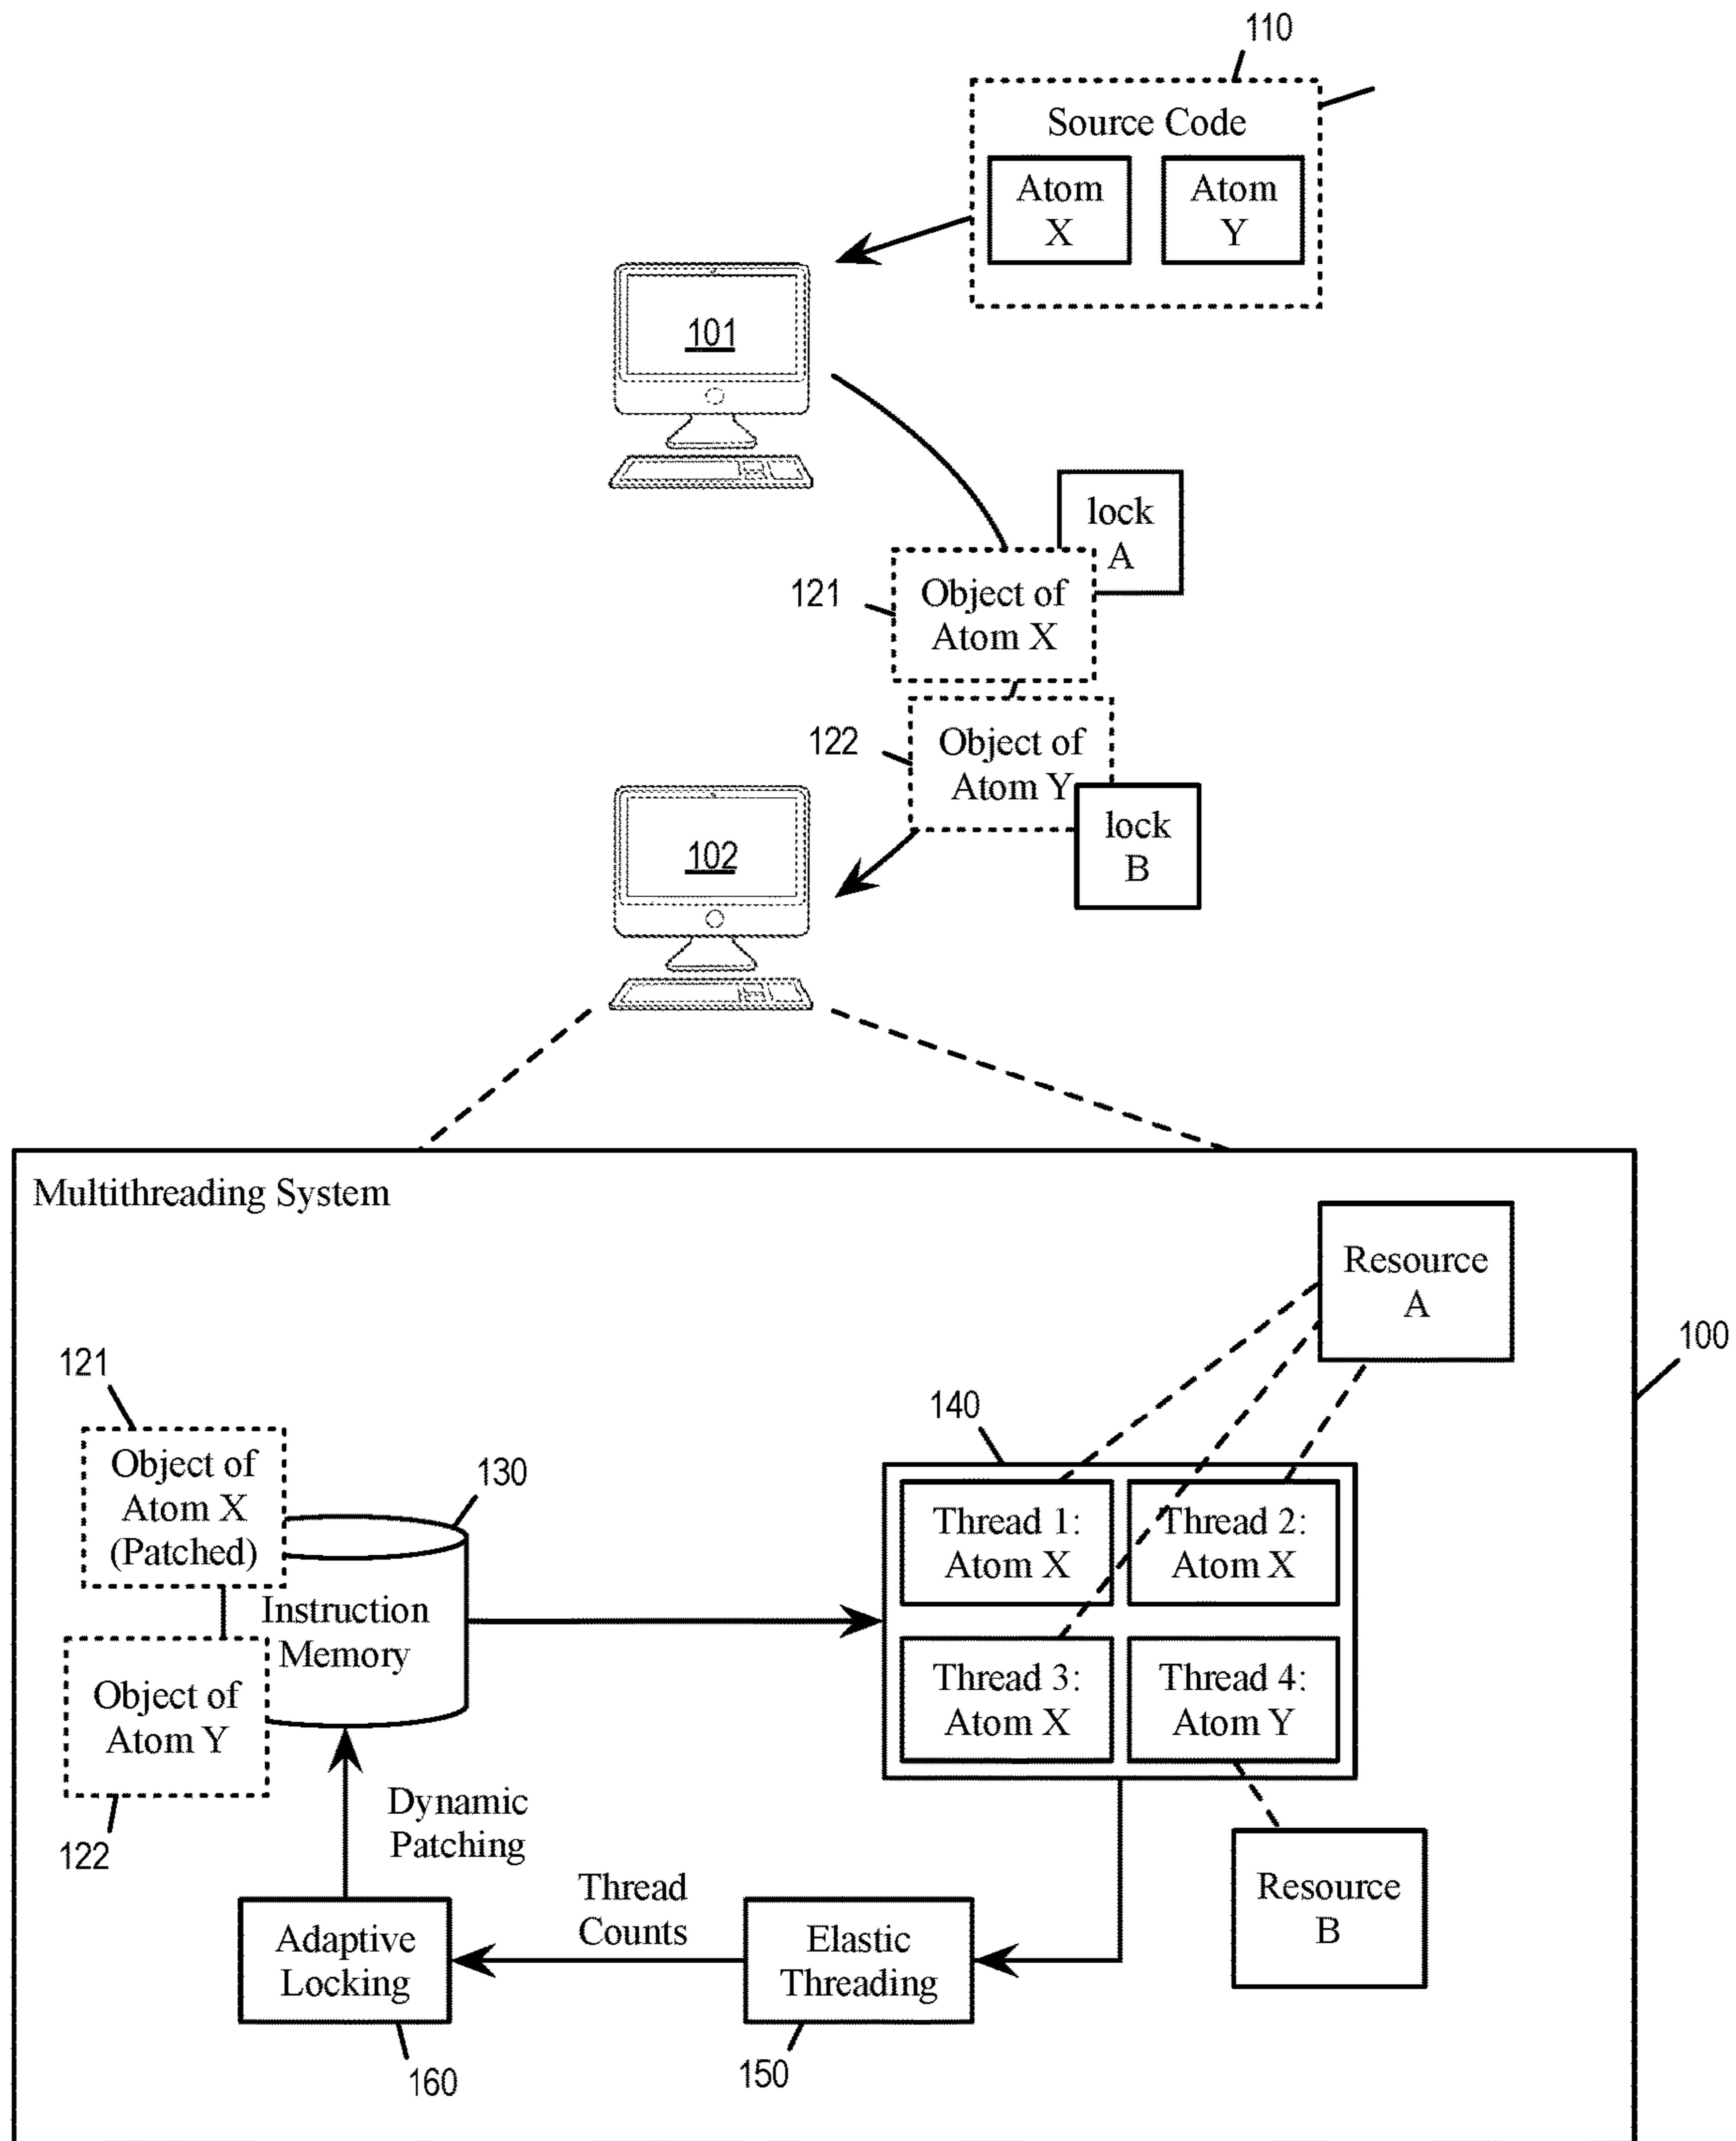 110
Source Code
Atom
X
Atom
Y
101
lock
A
121
Object of
Atom X
122
Object of
Atom Y
lock
B
102
Multithreading System
Resource
A
100
121
Object of
Atom X
(Patched)
130
Instruction
Memory
140
Thread 1:
Atom X
Thread 2:
Atom X
Thread 3:
Atom X
Thread 4:
Atom Y
Object of
Atom Y
122
Dynamic
Patching
Thread
Counts
Adaptive
Locking
160
Elastic
Threading
150
Resource
B